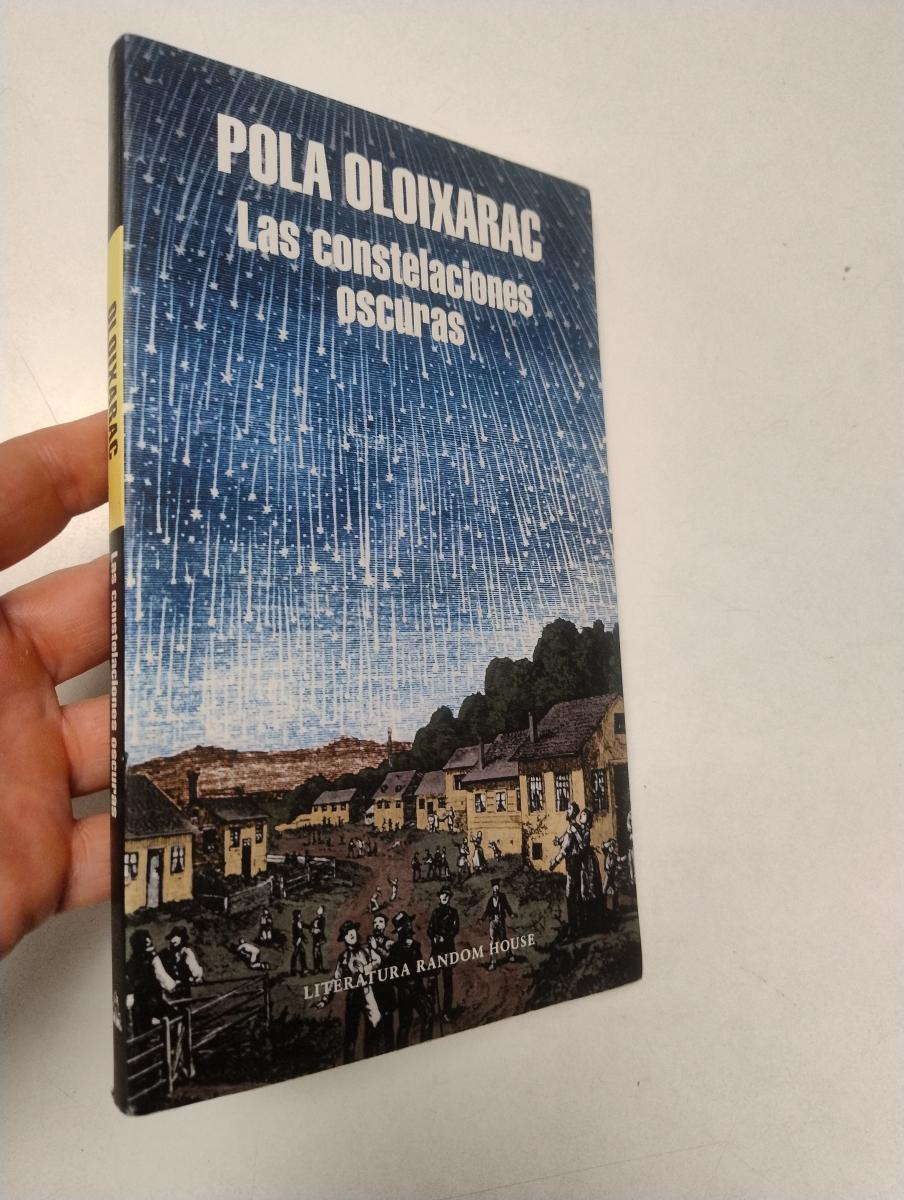 POLA OLOIXARAC
Las constelaciones
oscuras
LITERATURA RANDOM HOUSE
OLOIXARAC
Las constelaciones oscuras